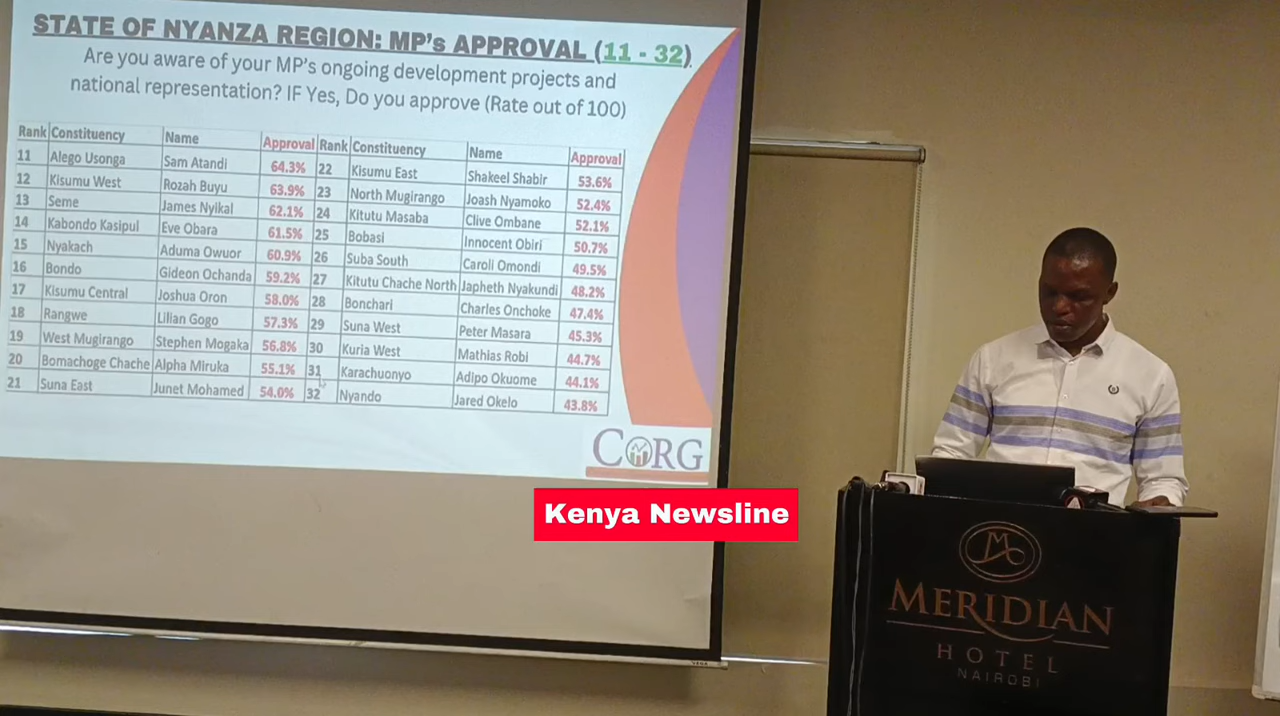 STATE OF NYANZA REGION: MP's APPROVAL (11 - 32)
Are you aware of your MP's ongoing development projects and
national representation? IF Yes, Do you approve (Rate out of 100)
Rank Constituency Name Approval Rank Constituency Name Approval
11 Alego Usonga Sam Atandi 64.3% 22 Kisumu East Shakeel Shabir 53.6%
12 Kisumu West Rozah Buyu 63.9% 23 North Mugirango Joash Nyamoko 52.4%
13 Seme James Nyikal 62.1% 24 Kitutu Masaba Clive Ombane 52.1%
14 Kabondo Kasipul Eve Obara 61.5% 25 Bobasi Innocent Obiri 50.7%
15 Nyakach Aduma Owuor 60.9% 26 Suba South Caroli Omondi 49.5%
16 Bondo Gideon Ochanda 59.2% 27 Kitutu Chache North Japheth Nyakundi 48.2%
17 Kisumu Central Joshua Oron 58.0% 28 Bonchari Charles Onchoke 47.4%
18 Rangwe Lilian Gogo 57.3% 29 Suna West Peter Masara 45.3%
19 West Mugirango Stephen Mogaka 56.8% 30 Kuria West Mathias Robi 44.7%
20 Bomachoge Chache Alpha Miruka 55.1% 31 Karachuonyo Adipo Okuome 44.1%
21 Suna East Junet Mohamed 54.0% 32 Nyando Jared Okelo 43.8%
CORG
Kenya Newsline
MERIDIAN
HOTEL
NAIROBI